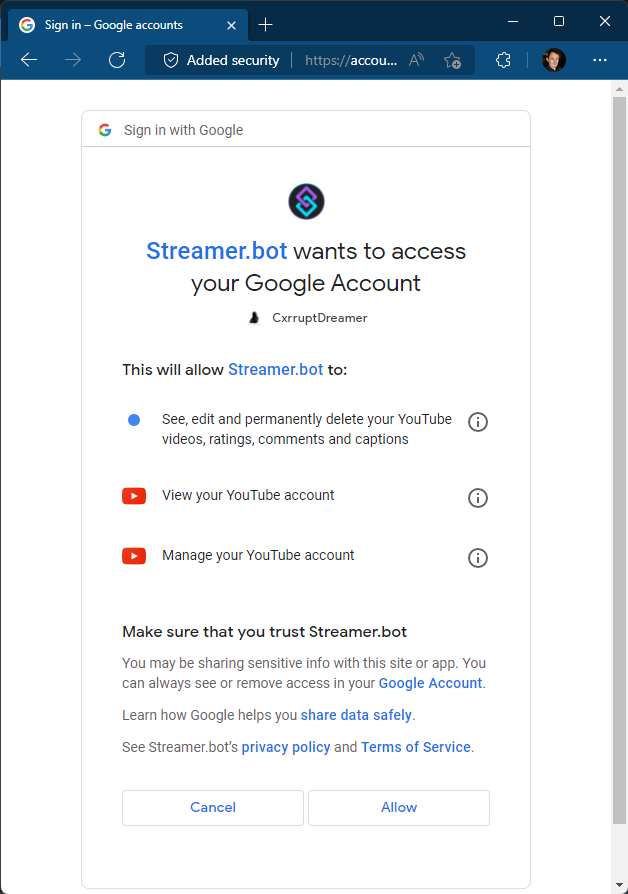 Sign in – Google accounts
Added security
https://accou...
Sign in with Google
Streamer.bot wants to access
your Google Account
CxrruptDreamer
This will allow Streamer.bot to:
See, edit and permanently delete your YouTube
videos, ratings, comments and captions
View your YouTube account
Manage your YouTube account
Make sure that you trust Streamer.bot
You may be sharing sensitive info with this site or app. You
can always see or remove access in your Google Account.
Learn how Google helps you share data safely.
See Streamer.bot's privacy policy and Terms of Service.
Cancel
Allow